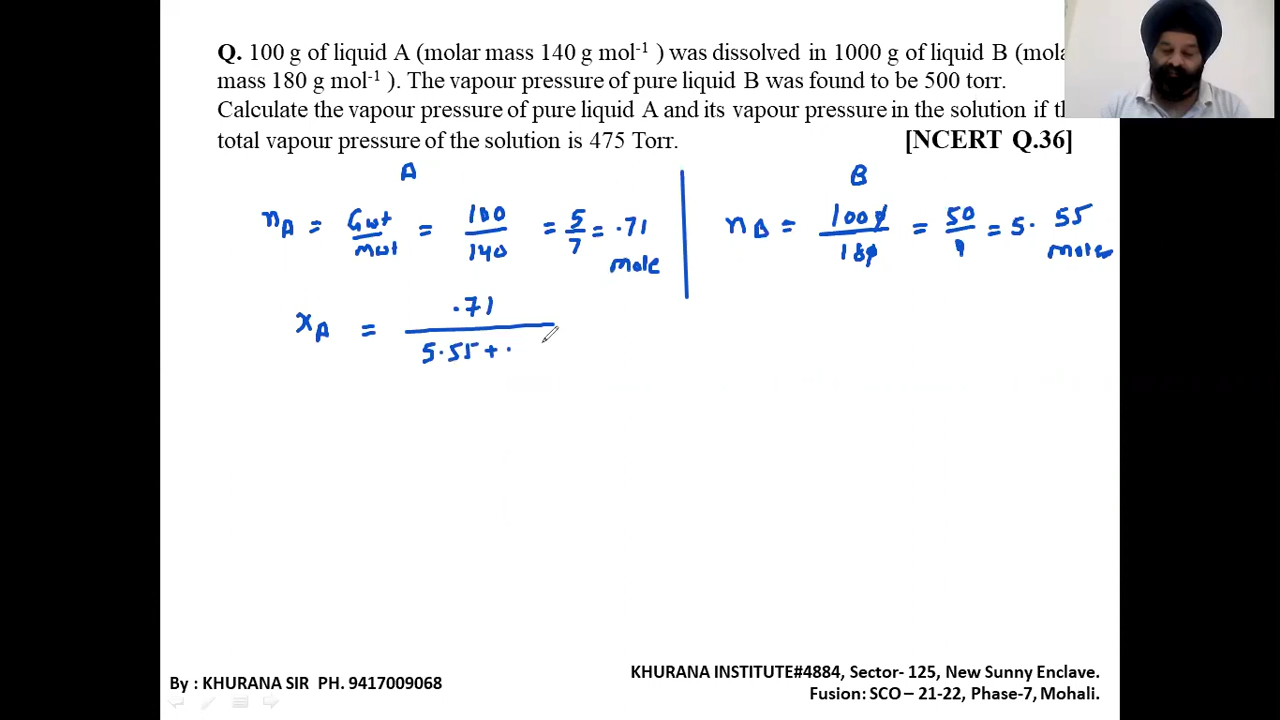 Q. 100 g of liquid A (molar mass 140 g mol⁻¹ ) was dissolved in 1000 g of liquid B (mola
mass 180 g mol⁻¹ ). The vapour pressure of pure liquid B was found to be 500 torr.
Calculate the vapour pressure of pure liquid A and its vapour pressure in the solution if th
total vapour pressure of the solution is 475 Torr. [NCERT Q.36]
A B
nA = Gwt/Mwt = 100/140 = 5/7 = .71 mole
nB = 1000/180 = 50/9 = 5.55 moles
xA = .71/5.55 + .
By : KHURANA SIR PH. 9417009068
KHURANA INSTITUTE#4884, Sector- 125, New Sunny Enclave.
Fusion: SCO – 21-22, Phase-7, Mohali.